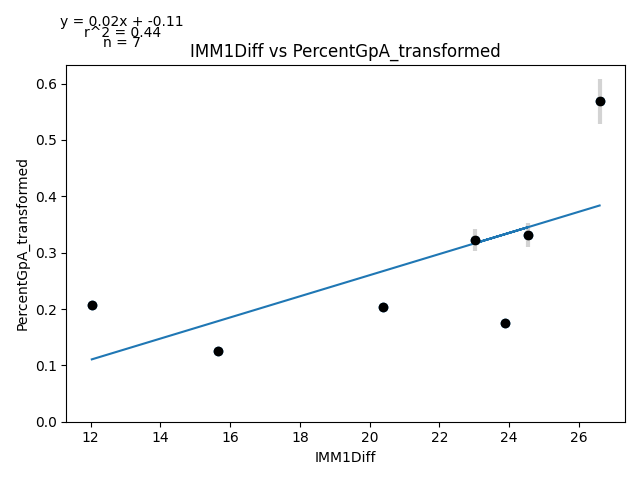 y = 0.02x + -0.11
r^2 = 0.44
n = 7
IMM1Diff vs PercentGpA_transformed
PercentGpA_transformed
0.6
0.5
0.4
0.3
0.2
0.1
0.0
12 14 16 18 20 22 24 26
IMM1Diff